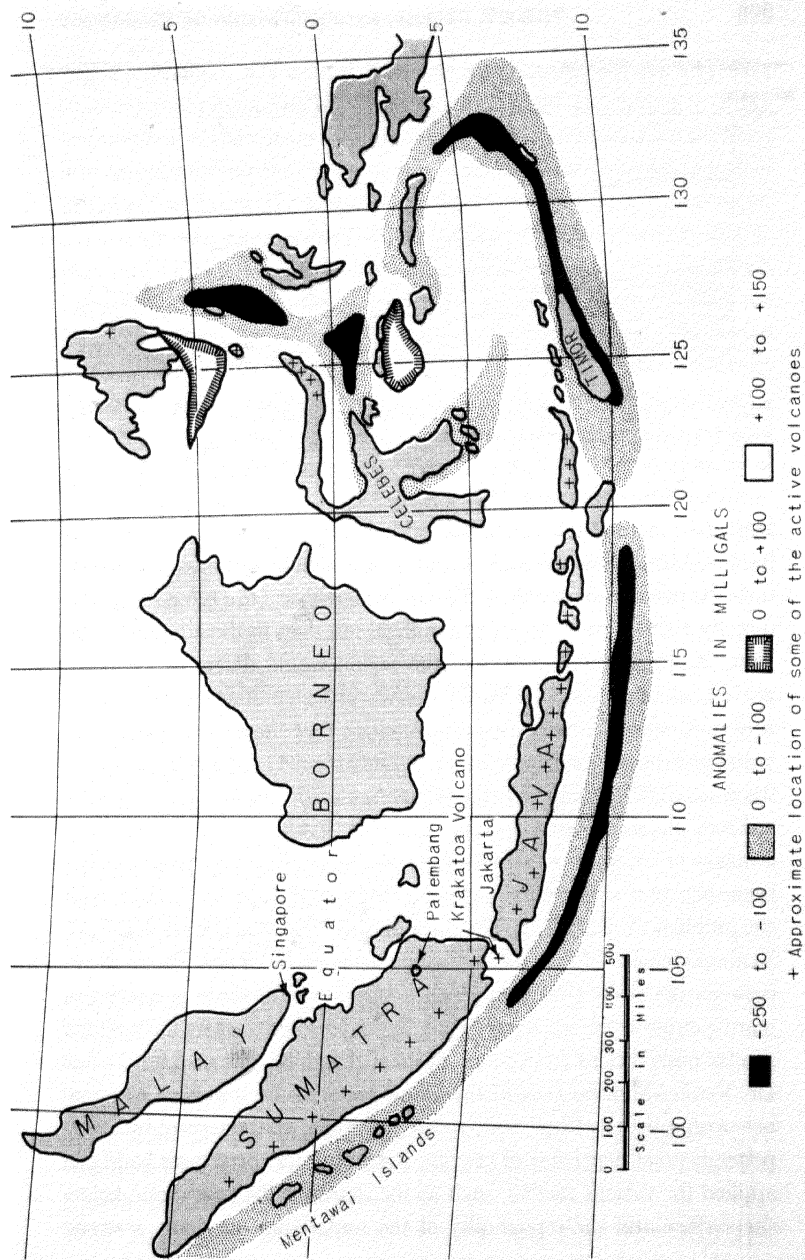 10
5
0
5
10
MALAY
Singapore
SUMATRA
Equator
BORNEO
CELEBES
Mentawai Islands
Palembang
Krakatoa Volcano
Jakarta
JAVA
TIMOR
0 100 200 300 400 500
Scale in Miles
100
105
110
115
120
125
130
135
ANOMALIES IN MILLIGALS
-250 to -100
0 to -100
0 to +100
+100 to +150
+ Approximate location of some of the active volcanoes